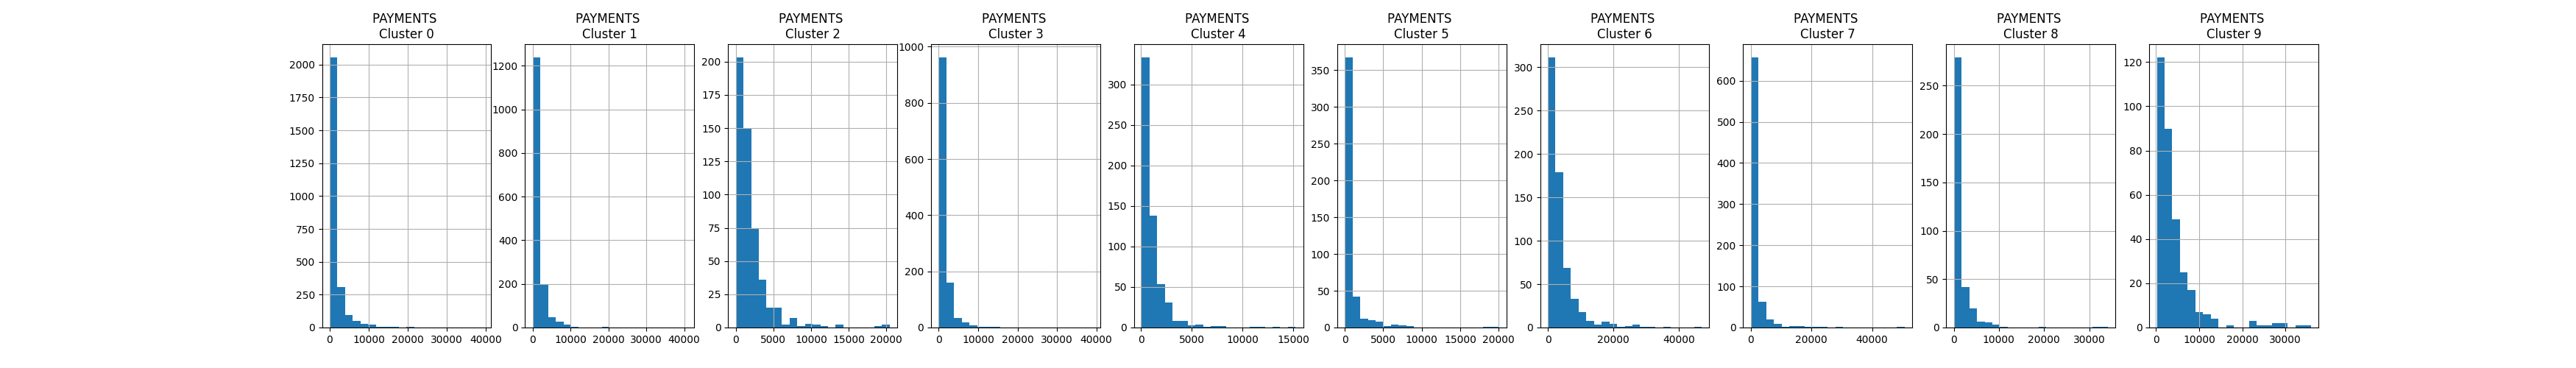 PAYMENTS
Cluster 0
2000
1750
1500
1250
1000
750
500
250
0
0 10000 20000 30000 40000
PAYMENTS
Cluster 1
1200
1000
800
600
400
200
0
0 10000 20000 30000 40000
PAYMENTS
Cluster 2
200
175
150
125
100
75
50
25
0
0 5000 10000 15000 20000
PAYMENTS
Cluster 3
1000
800
600
400
200
0
0 10000 20000 30000 40000
PAYMENTS
Cluster 4
300
250
200
150
100
50
0
0 5000 10000 15000
PAYMENTS
Cluster 5
350
300
250
200
150
100
50
0
0 5000 10000 15000 20000
PAYMENTS
Cluster 6
300
250
200
150
100
50
0
0 20000 40000
PAYMENTS
Cluster 7
600
500
400
300
200
100
0
0 20000 40000
PAYMENTS
Cluster 8
250
200
150
100
50
0
0 10000 20000 30000
PAYMENTS
Cluster 9
120
100
80
60
40
20
0
0 10000 20000 30000